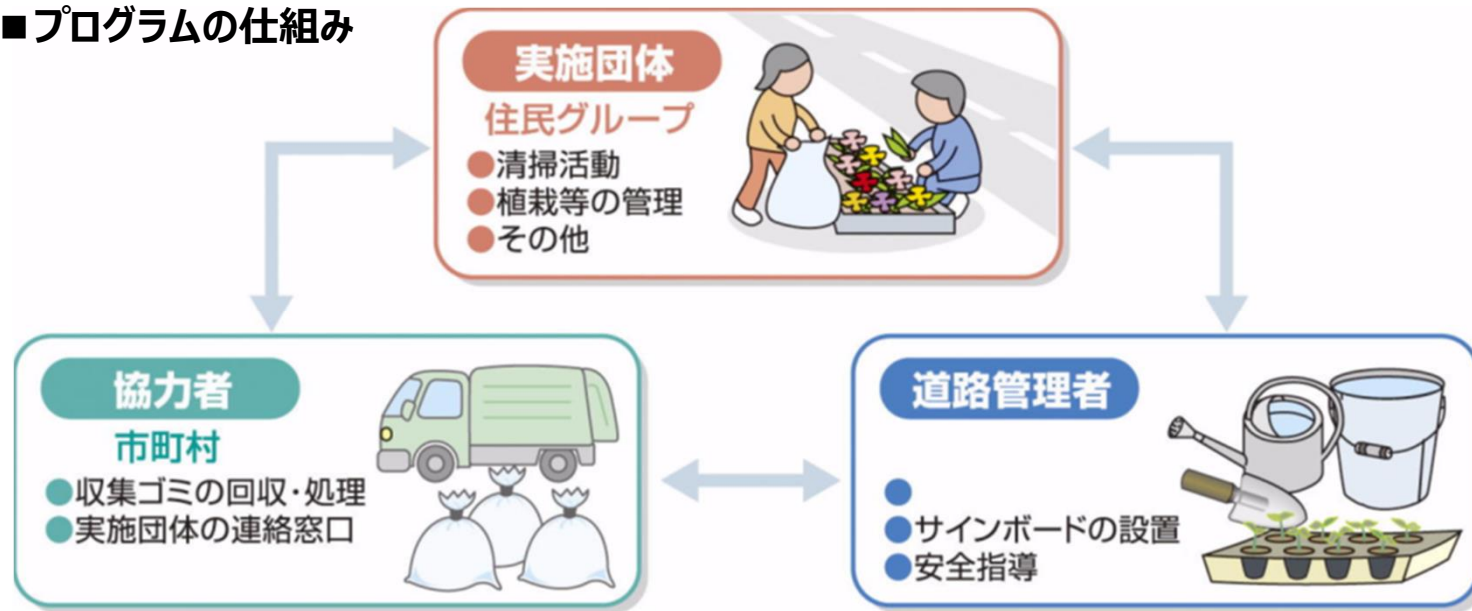 ■プログラムの仕組み
実施団体
住民グループ
●清掃活動
●植栽等の管理
●その他
協力者
市町村
●収集ゴミの回収・処理
●実施団体の連絡窓口
道路管理者
●
●サインボードの設置
●安全指導